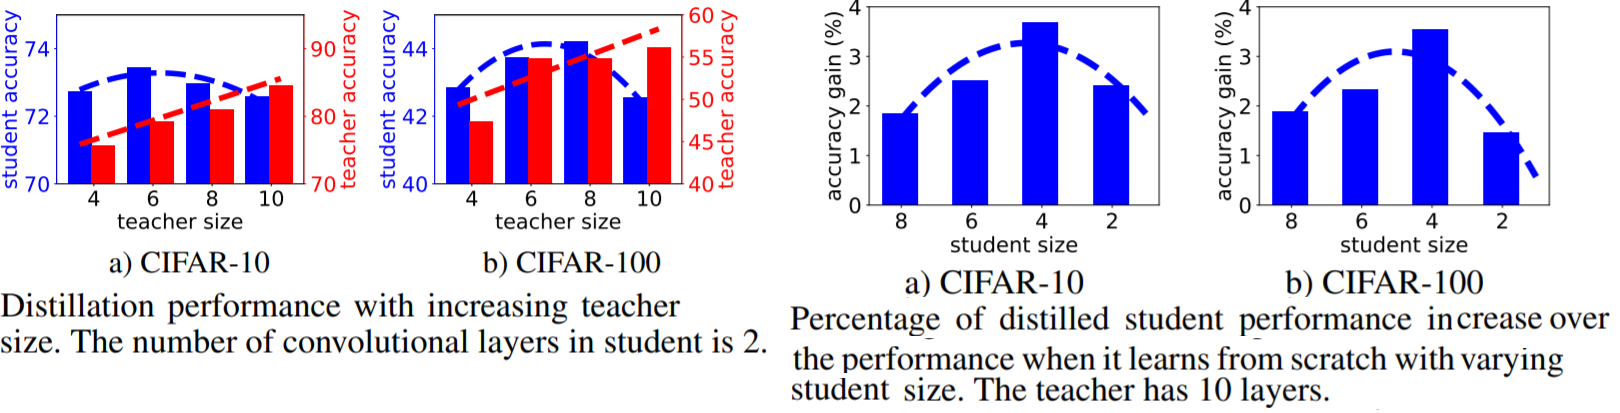 student accuracy
74
72
70
90
80
70
teacher accuracy
4 6 8 10
teacher size
a) CIFAR-10
student accuracy
44
42
40
60
55
50
45
40
teacher accuracy
4 6 8 10
teacher size
b) CIFAR-100
Distillation performance with increasing teacher
size. The number of convolutional layers in student is 2.
accuracy gain (%)
4
3
2
1
0
8 6 4 2
student size
a) CIFAR-10
accuracy gain (%)
4
3
2
1
0
8 6 4 2
student size
b) CIFAR-100
Percentage of distilled student performance increase over
the performance when it learns from scratch with varying
student size. The teacher has 10 layers.